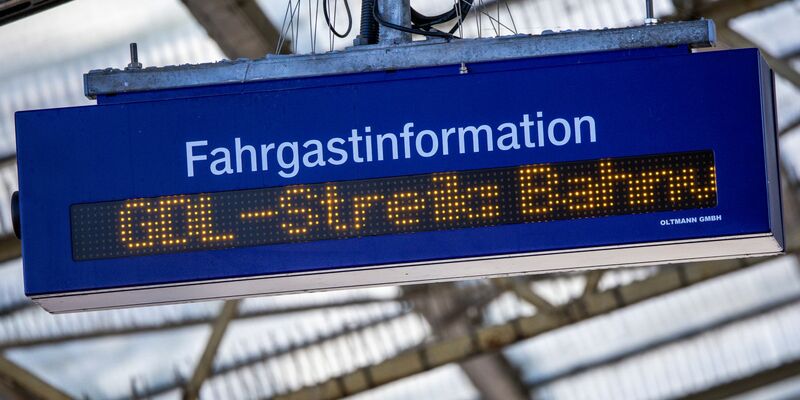 Fahrgastinformation
GDL-Streik: Bahnv
OLTMANN GMBH